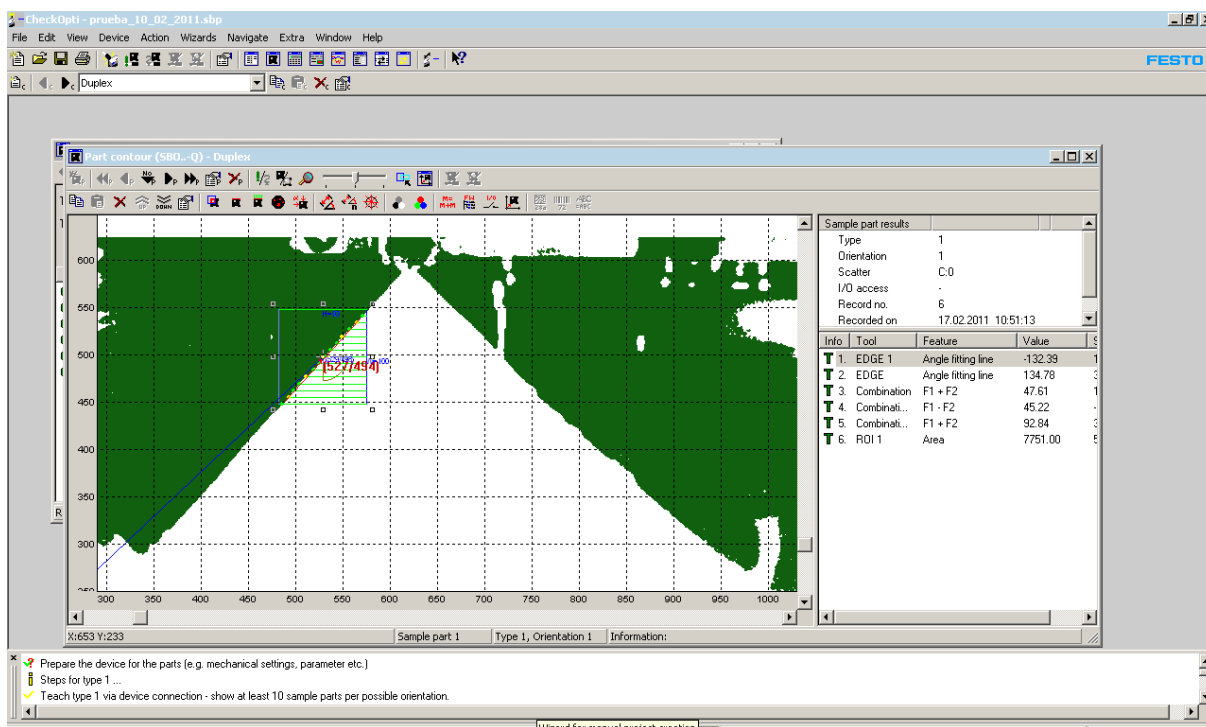 CheckOpti - prueba_10_02_2011.sbp
File Edit View Device Action Wizards Navigate Extra Window Help
FESTO
Duplex
Part contour (SBO..-Q) - Duplex
Sample part results
Type 1
Orientation 1
Scatter C:0
I/O access -
Record no. 6
Recorded on 17.02.2011 10:51:13
Info Tool Feature Value
T 1. EDGE 1 Angle fitting line -132.39
T 2. EDGE Angle fitting line 134.78
T 3. Combination F1 + F2 47.61
T 4. Combinati... F1 - F2 45.22
T 5. Combinati... F1 + F2 92.84
T 6. ROI 1 Area 7751.00
600
550
500
450
400
350
300
(527/494)
300 350 400 450 500 550 600 650 700 750 800 850 900 950 1000
X:653 Y:233 Sample part 1 Type 1, Orientation 1 Information:
Prepare the device for the parts (e.g. mechanical settings, parameter etc.)
Steps for type 1 ...
Teach type 1 via device connection - show at least 10 sample parts per possible orientation.
Wizard for manual project creation